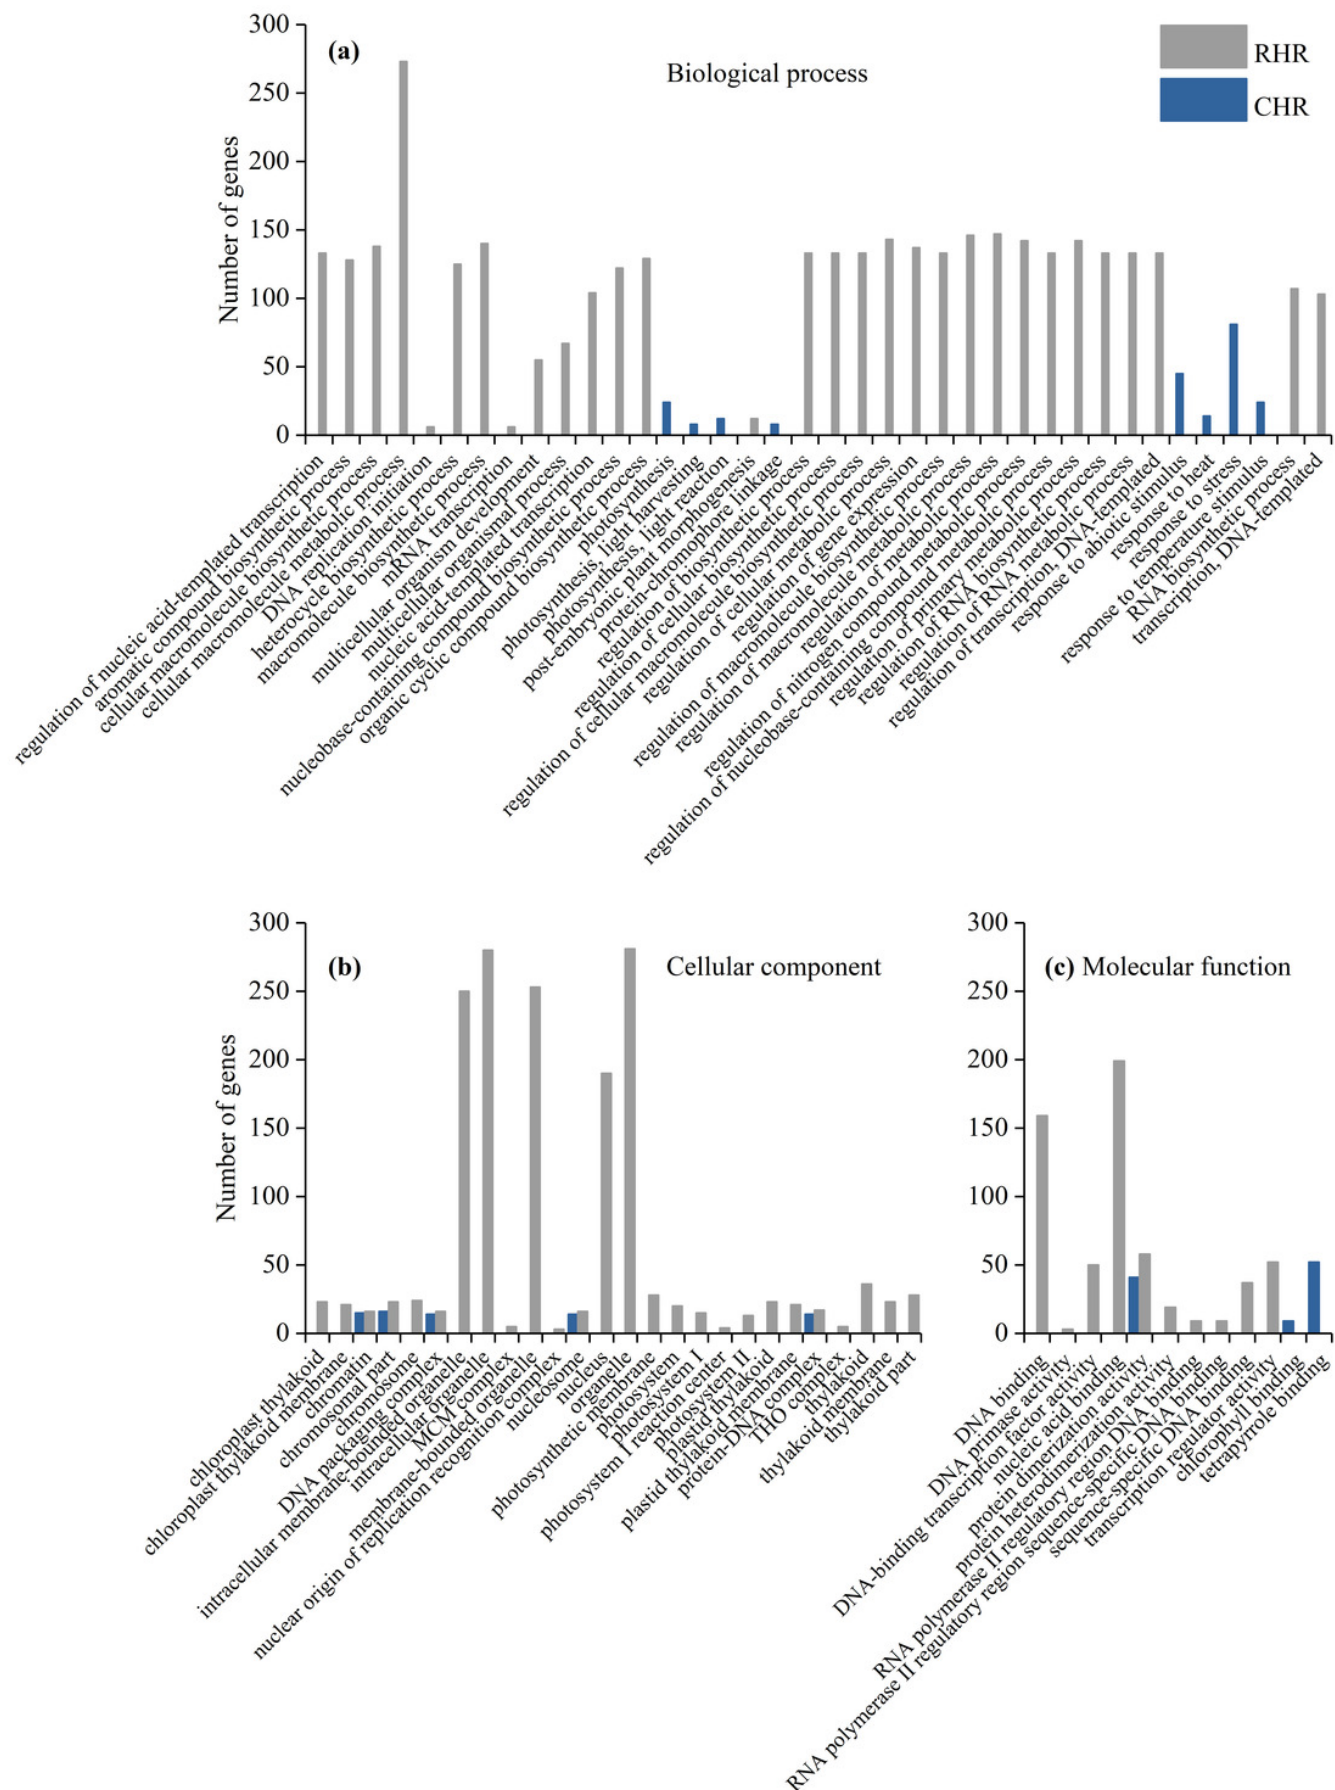 (a)
Biological process
RHR
CHR
Number of genes
300
250
200
150
100
50
0
regulation of nucleic acid-templated transcription
aromatic compound biosynthetic process
cellular macromolecule biosynthetic process
cellular macromolecule metabolic process
DNA replication initiation
heterocycle biosynthetic process
macromolecule biosynthetic process
mRNA transcription
multicellular organism development
multicellular organismal process
nucleic acid-templated transcription
nucleobase-containing compound biosynthetic process
organic cyclic compound biosynthetic process
photosynthesis
photosynthesis, light harvesting
photosynthesis, light reaction
post-embryonic plant morphogenesis
protein-chromophore linkage
regulation of biosynthetic process
regulation of cellular biosynthetic process
regulation of cellular macromolecule biosynthetic process
regulation of cellular metabolic process
regulation of gene expression
regulation of macromolecule biosynthetic process
regulation of macromolecule metabolic process
regulation of metabolic process
regulation of nitrogen compound metabolic process
regulation of nucleobase-containing compound metabolic process
regulation of primary metabolic process
regulation of RNA biosynthetic process
regulation of RNA metabolic process
regulation of transcription, DNA-templated
response to abiotic stimulus
response to heat
response to stress
response to temperature stimulus
RNA biosynthetic process
transcription, DNA-templated
(b)
Cellular component
Number of genes
300
250
200
150
100
50
0
chloroplast thylakoid
chloroplast thylakoid membrane
chromatin
chromosomal part
chromosome
DNA packaging complex
intracellular membrane-bounded organelle
intracellular organelle
MCM complex
membrane-bounded organelle
nuclear origin of replication recognition complex
nucleosome
nucleus
organelle
photosynthetic membrane
photosystem
photosystem I
photosystem I reaction center
photosystem II
plastid thylakoid
plastid thylakoid membrane
protein-DNA complex
THO complex
thylakoid
thylakoid membrane
thylakoid part
(c) Molecular function
300
250
200
150
100
50
0
DNA binding
DNA primase activity
DNA-binding transcription factor activity
nucleic acid binding
protein dimerization activity
protein heterodimerization activity
RNA polymerase II regulatory region DNA binding
RNA polymerase II regulatory region sequence-specific DNA binding
sequence-specific DNA binding
transcription regulator activity
chlorophyll binding
tetrapyrrole binding